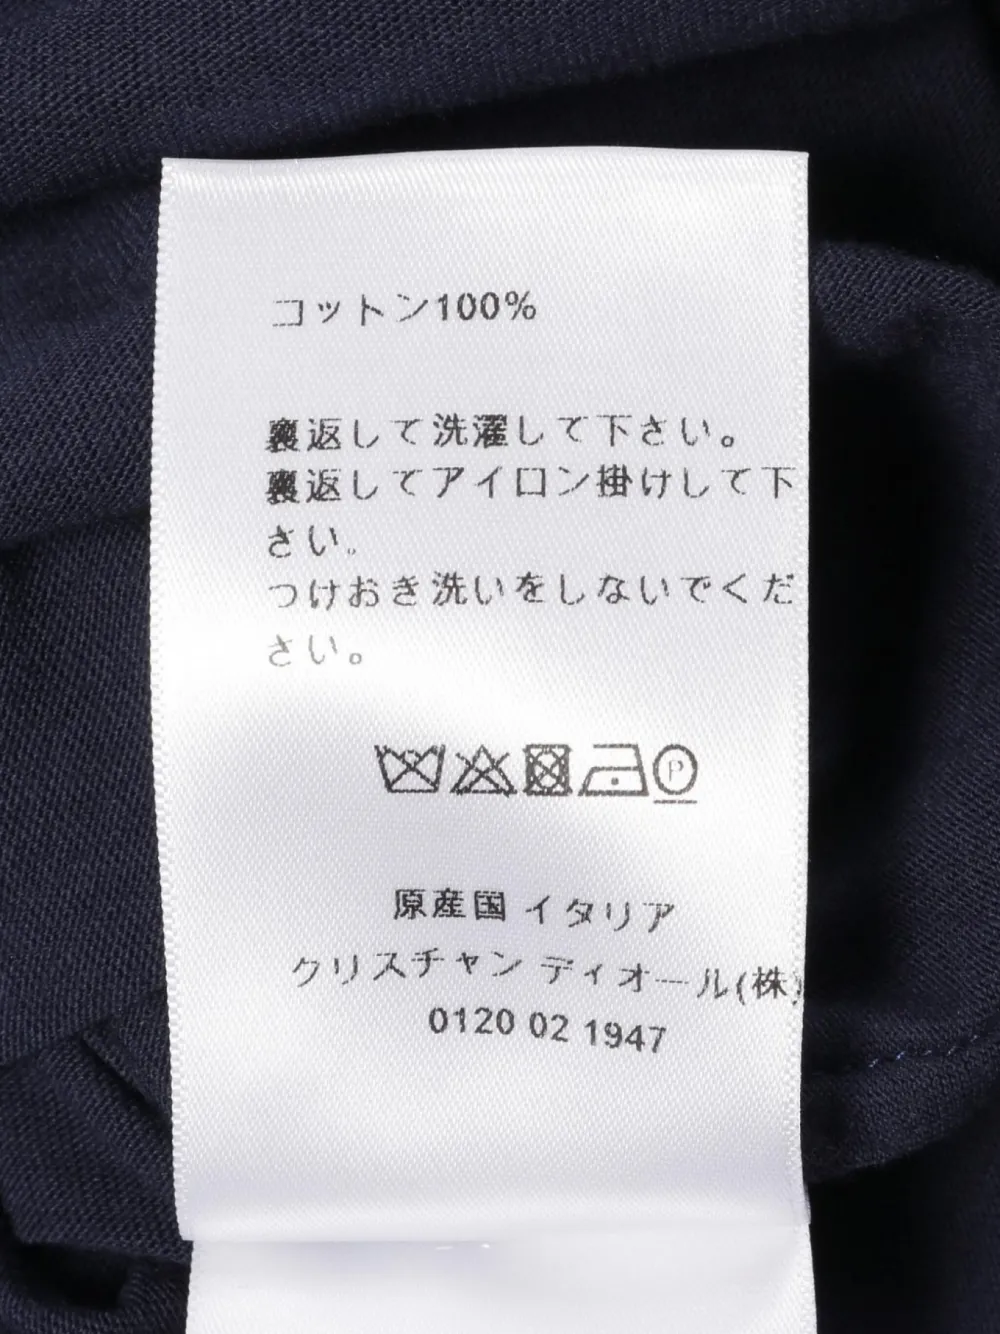 コットン100%
裏返して洗濯して下さい。
裏返してアイロン掛けして下
さい。
つけおき洗いをしないでくだ
さい。
P
原産国 イタリア
クリスチャン ディオール(株)
0120 02 1947